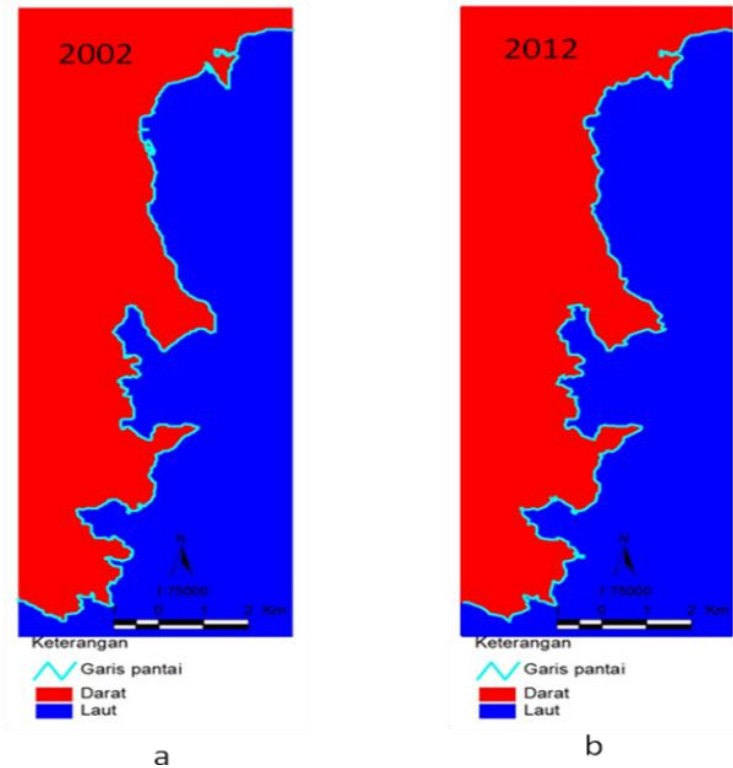 2002
N
1:75000
1 0 1 2 Km
Keterangan
Garis pantai
Darat
Laut
a
2012
N
1:75000
1 0 1 2 Km
Keterangan
Garis pantai
Darat
Laut
b